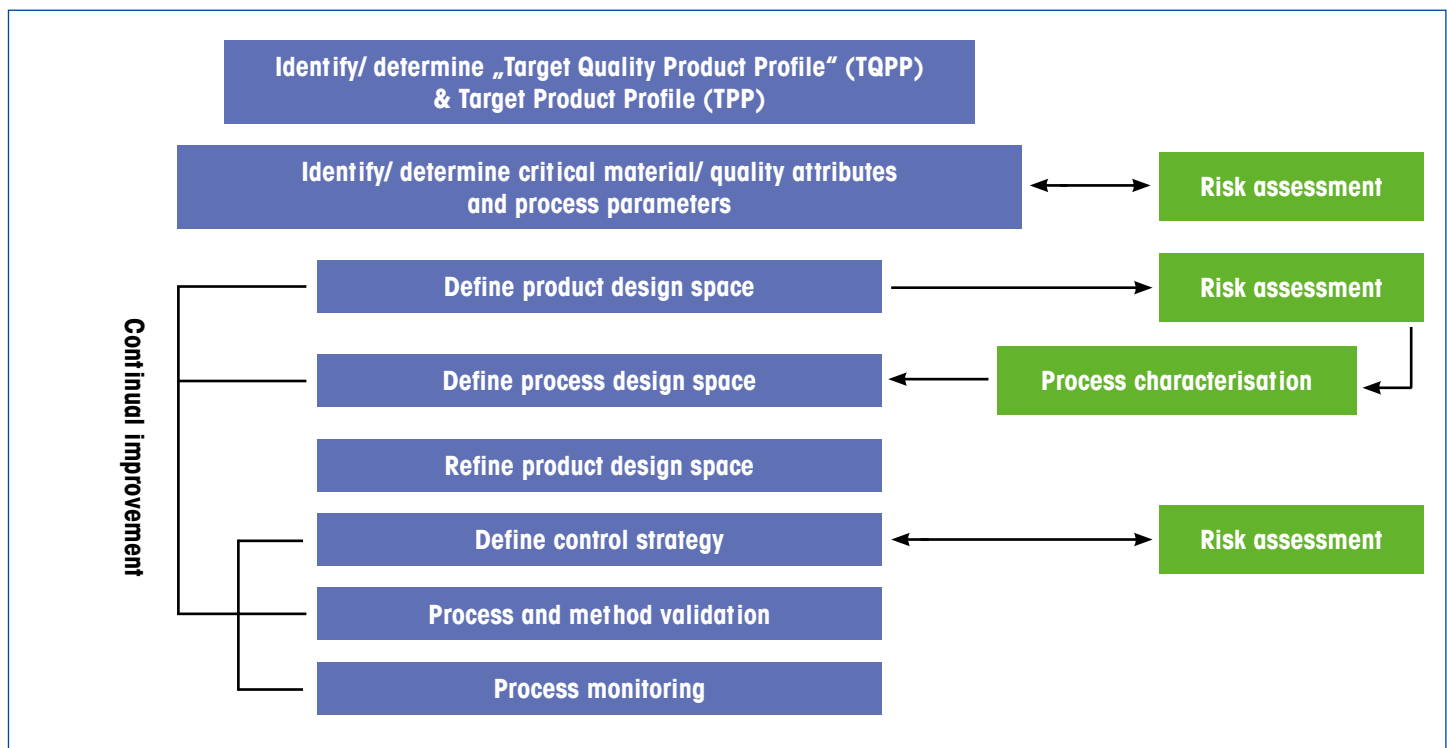 Identify/ determine „Target Quality Product Profile“ (TQPP)
& Target Product Profile (TPP)
Identify/ determine critical material/ quality attributes
and process parameters
Risk assessment
Define product design space
Risk assessment
Continual improvement
Define process design space
Process characterisation
Refine product design space
Define control strategy
Risk assessment
Process and method validation
Process monitoring